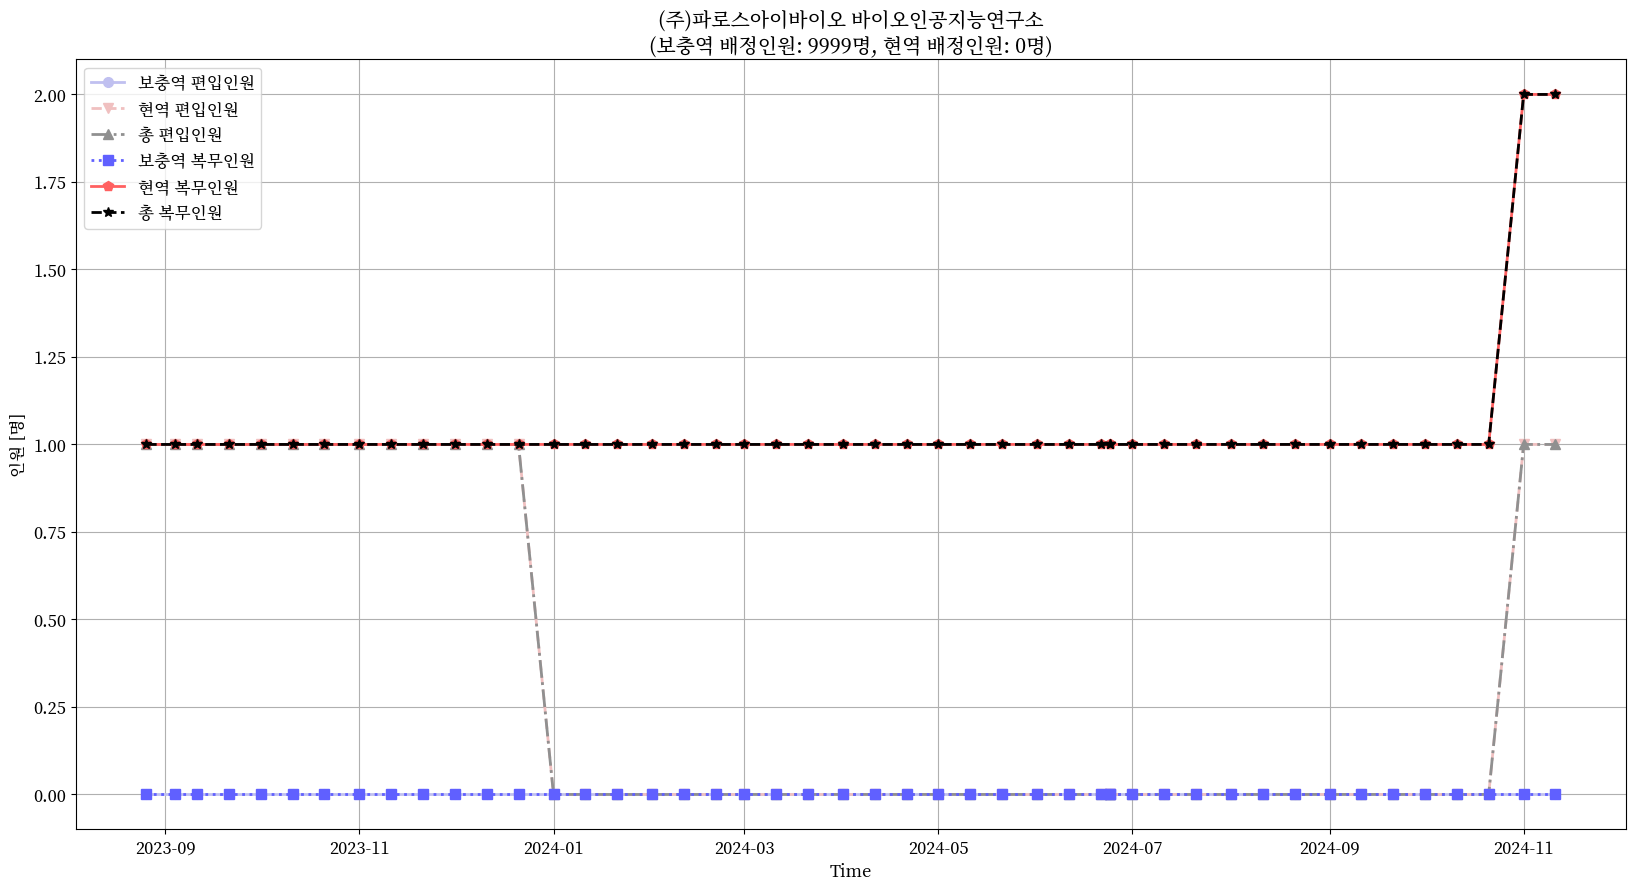 (주)파로스아이바이오 바이오인공지능연구소
(보충역 배정인원: 9999명, 현역 배정인원: 0명)
보충역 편입인원
현역 편입인원
총 편입인원
보충역 복무인원
현역 복무인원
총 복무인원
인원 [명]
2.00
1.75
1.50
1.25
1.00
0.75
0.50
0.25
0.00
2023-09 2023-11 2024-01 2024-03 2024-05 2024-07 2024-09 2024-11
Time